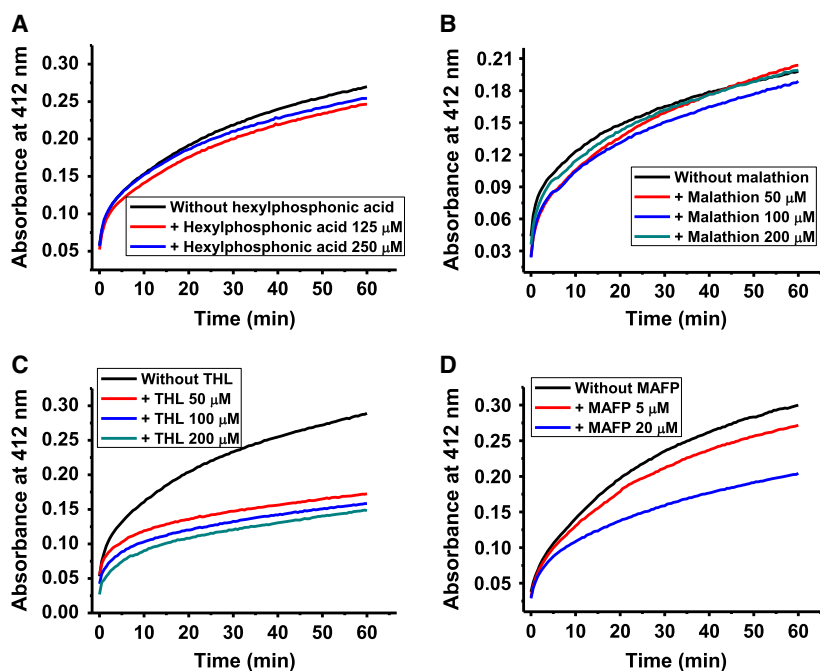 A
Absorbance at 412 nm
0.30
0.25
0.20
0.15
0.10
0.05
Without hexylphosphonic acid
+ Hexylphosphonic acid 125 μM
+ Hexylphosphonic acid 250 μM
0 10 20 30 40 50 60
Time (min)
B
Absorbance at 412 nm
0.21
0.18
0.15
0.12
0.09
0.06
0.03
Without malathion
+ Malathion 50 μM
+ Malathion 100 μM
+ Malathion 200 μM
0 10 20 30 40 50 60
Time (min)
C
Absorbance at 412 nm
Without THL
+ THL 50 μM
+ THL 100 μM
+ THL 200 μM
0.30
0.25
0.20
0.15
0.10
0.05
0.00
0 10 20 30 40 50 60
Time (min)
D
Absorbance at 412 nm
Without MAFP
+ MAFP 5 μM
+ MAFP 20 μM
0.30
0.25
0.20
0.15
0.10
0.05
0 10 20 30 40 50 60
Time (min)